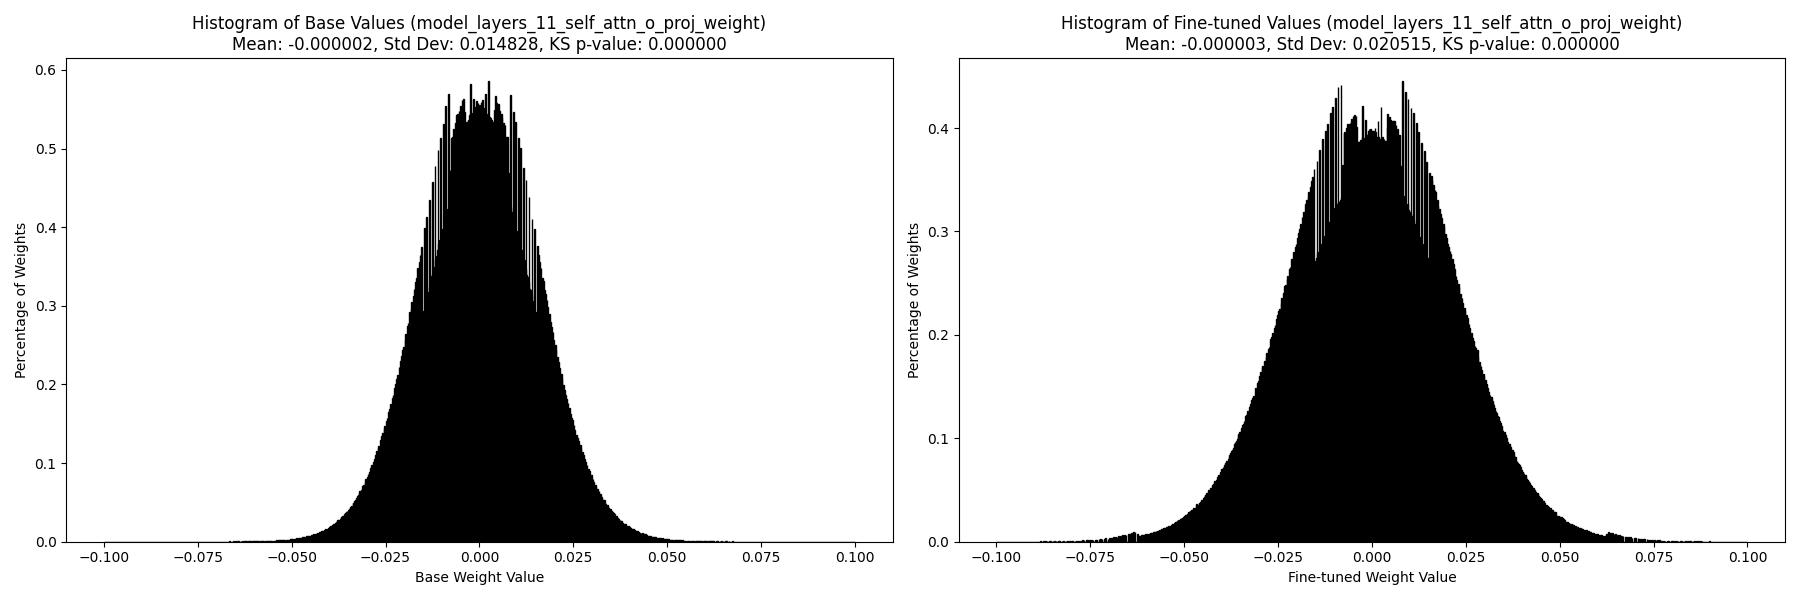 Histogram of Base Values (model_layers_11_self_attn_o_proj_weight)
Mean: -0.000002, Std Dev: 0.014828, KS p-value: 0.000000
0.6
0.5
0.4
0.3
0.2
0.1
0.0
Percentage of Weights
−0.100 −0.075 −0.050 −0.025 0.000 0.025 0.050 0.075 0.100
Base Weight Value
Histogram of Fine-tuned Values (model_layers_11_self_attn_o_proj_weight)
Mean: -0.000003, Std Dev: 0.020515, KS p-value: 0.000000
0.4
0.3
0.2
0.1
0.0
Percentage of Weights
−0.100 −0.075 −0.050 −0.025 0.000 0.025 0.050 0.075 0.100
Fine-tuned Weight Value